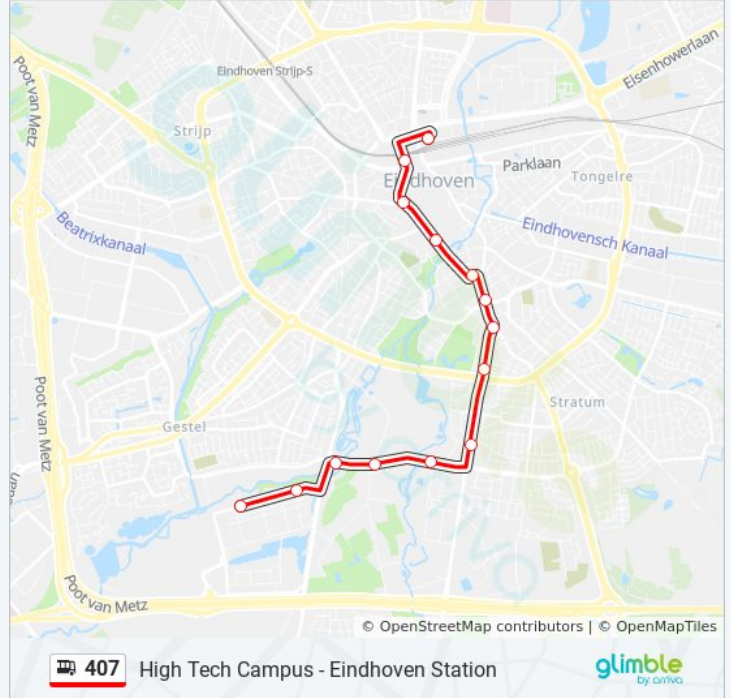 Poot van Metz
Eindhoven Strijp-S
Eisenhowerlaan
Strijp
Parklaan
Eindhoven
Tongelre
Beatrixkanaal
Eindhovensch Kanaal
Poot van Metz
Stratum
Gestel
Poot van Metz
© OpenStreetMap contributors | © OpenMapTiles
407 High Tech Campus - Eindhoven Station
glimble
by arriva